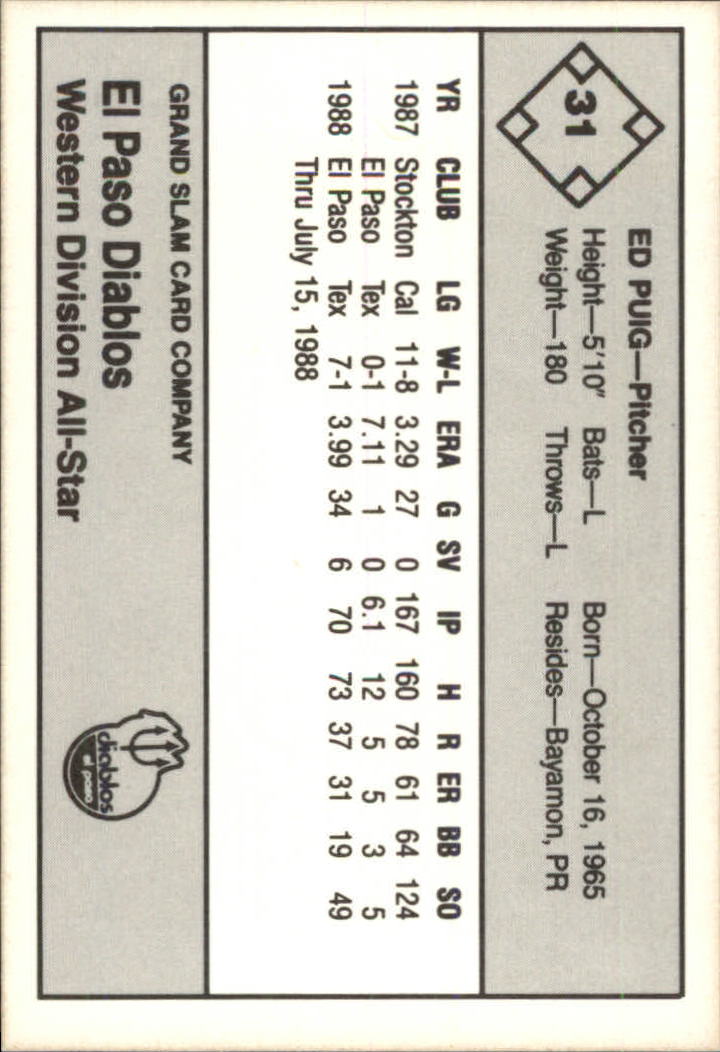 31
ED PUIG—Pitcher
Height—5'10" Bats—L Born—October 16, 1965
Weight—180 Throws—L Resides—Bayamon, PR
YR CLUB LG W-L ERA G SV IP H R ER BB SO
1987 Stockton Cal 11-8 3.29 27 0 167 160 78 61 64 124
El Paso Tex 0-1 7.11 1 0 6.1 12 5 5 3 5
1988 El Paso Tex 7-1 3.99 34 6 70 73 37 31 19 49
Thru July 15, 1988
GRAND SLAM CARD COMPANY
El Paso Diablos
Western Division All-Star
diablos
el paso